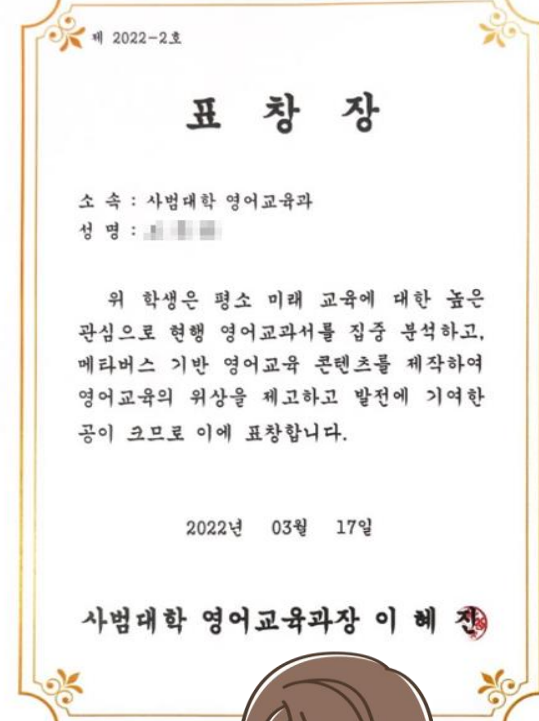 제 2022-2호
표 창 장
소 속 : 사범대학 영어교육과
성 명 :
위 학생은 평소 미래 교육에 대한 높은
관심으로 현행 영어교과서를 집중 분석하고,
메타버스 기반 영어교육 콘텐츠를 제작하여
영어교육의 위상을 제고하고 발전에 기여한
공이 크므로 이에 표창합니다.
2022년 03월 17일
사범대학 영어교육과장 이 혜 진